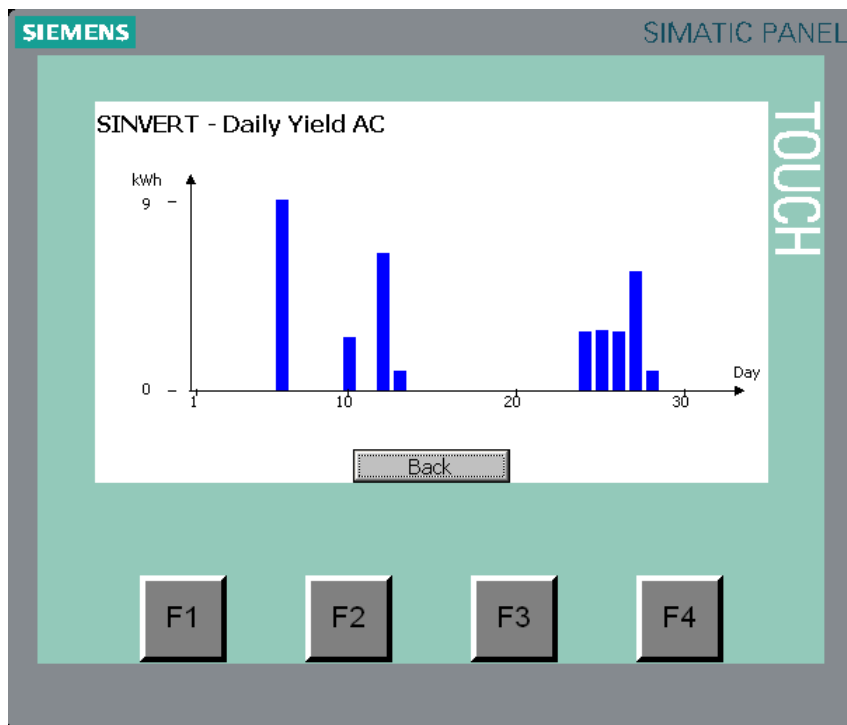 SIEMENS
SIMATIC PANEL
TOUCH
SINVERT - Daily Yield AC
kWh
9
0
1
10
20
30
Day
Back
F1
F2
F3
F4